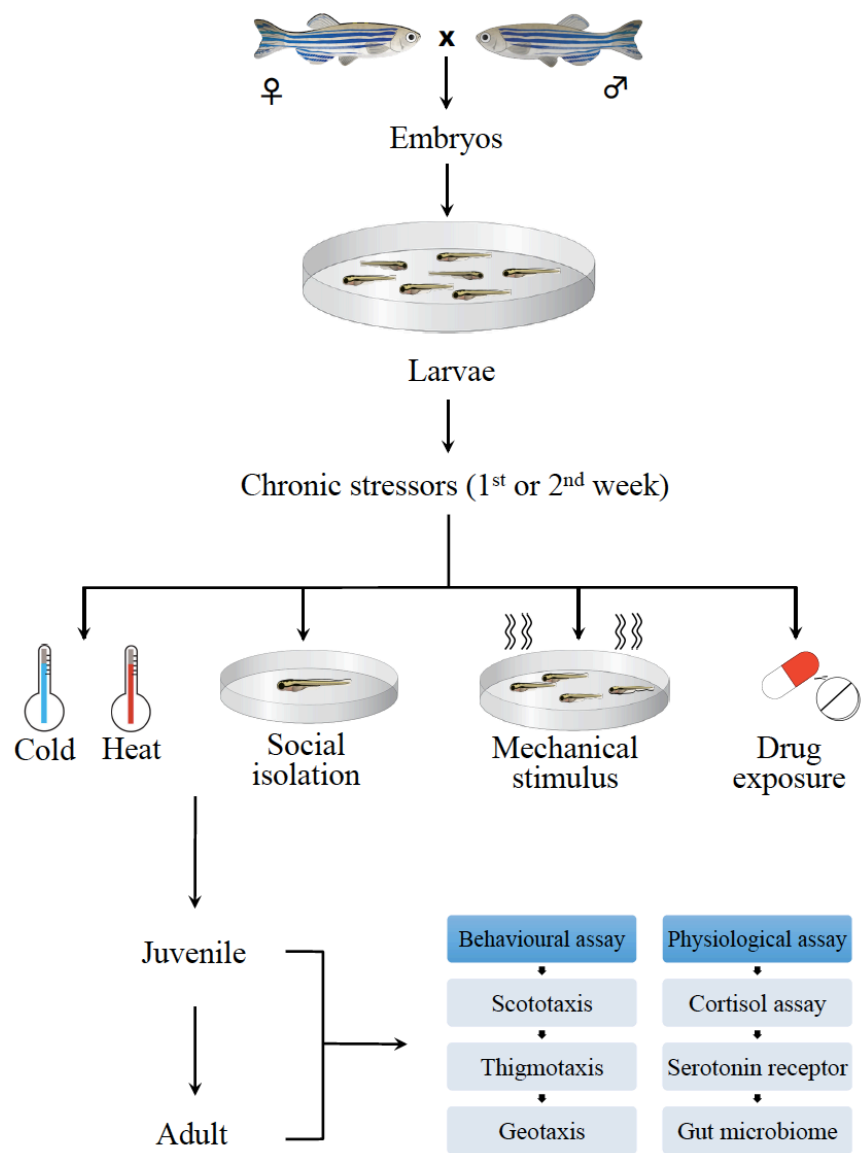 x
♀
♂
Embryos
Larvae
Chronic stressors (1st or 2nd week)
Cold
Heat
Social
isolation
Mechanical
stimulus
Drug
exposure
Juvenile
Adult
Behavioural assay
Scototaxis
Thigmotaxis
Geotaxis
Physiological assay
Cortisol assay
Serotonin receptor
Gut microbiome